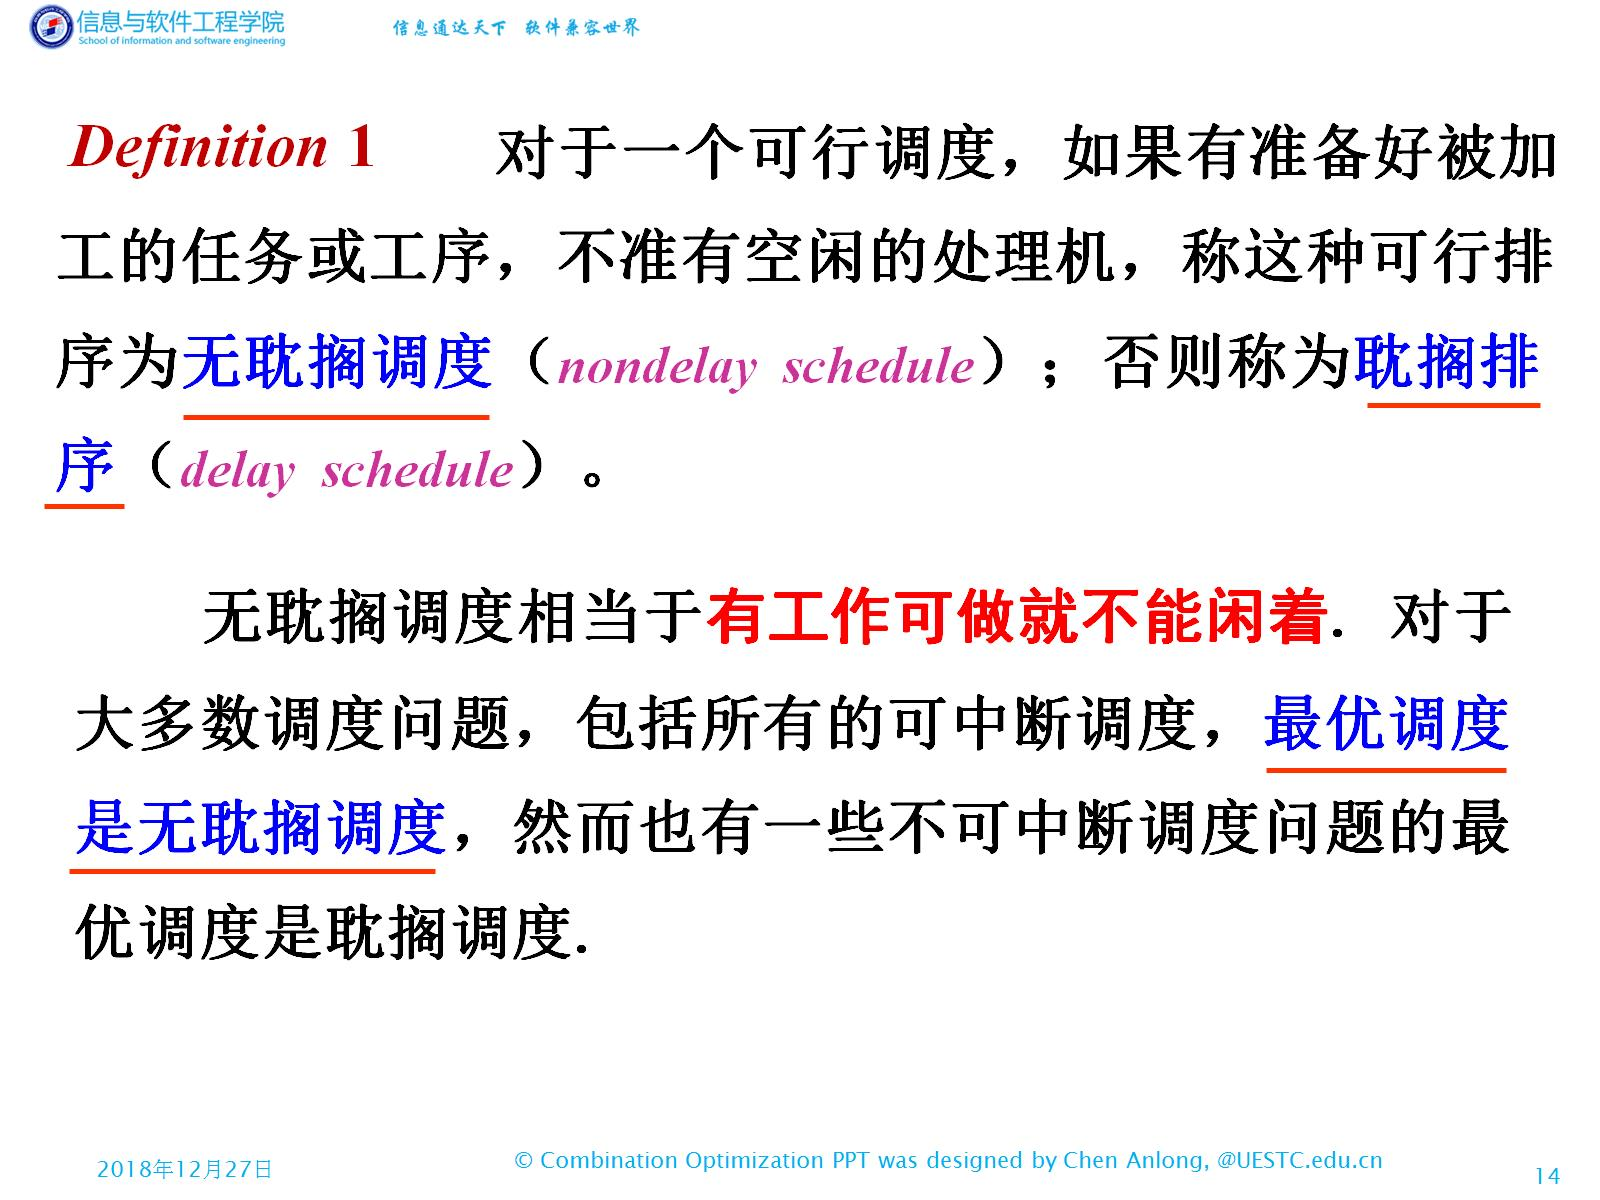 信息与软件工程学院
School of information and software engineering
信息通达天下 软件兼容世界
Definition 1 对于一个可行调度，如果有准备好被加
工的任务或工序，不准有空闲的处理机，称这种可行排
序为无耽搁调度（nondelay schedule）；否则称为耽搁排
序（delay schedule）。
无耽搁调度相当于有工作可做就不能闲着. 对于
大多数调度问题，包括所有的可中断调度，最优调度
是无耽搁调度，然而也有一些不可中断调度问题的最
优调度是耽搁调度.
2018年12月27日
© Combination Optimization PPT was designed by Chen Anlong, @UESTC.edu.cn
14